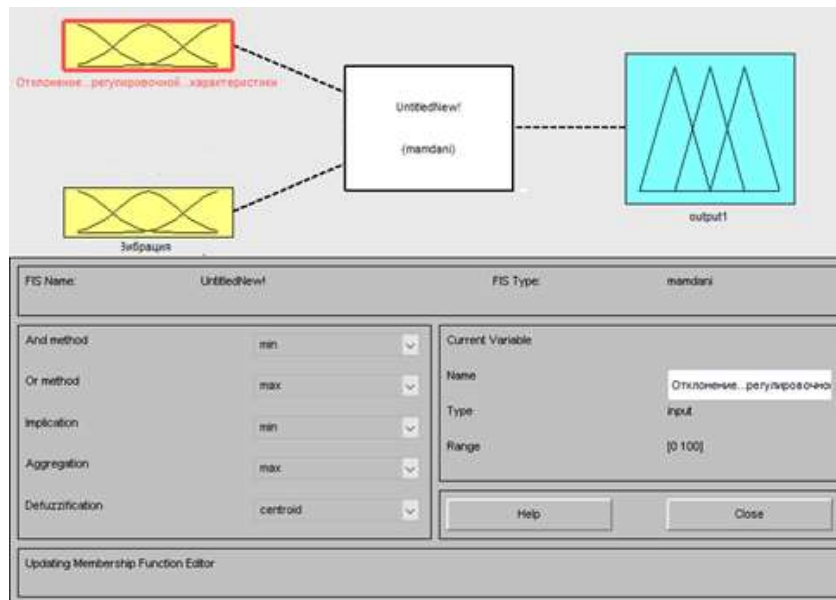 Отклонение...регулировочной...характеристики
UntitledNew!
(mamdani)
output1
Зибрация
FIS Name: UntitledNew! FIS Type: mamdani
And method min
Or method max
Implication min
Aggregation max
Defuzzification centroid
Current Variable
Name Отклонение...регулировочно
Type input
Range [0 100]
Help Close
Updating Membership Function Editor